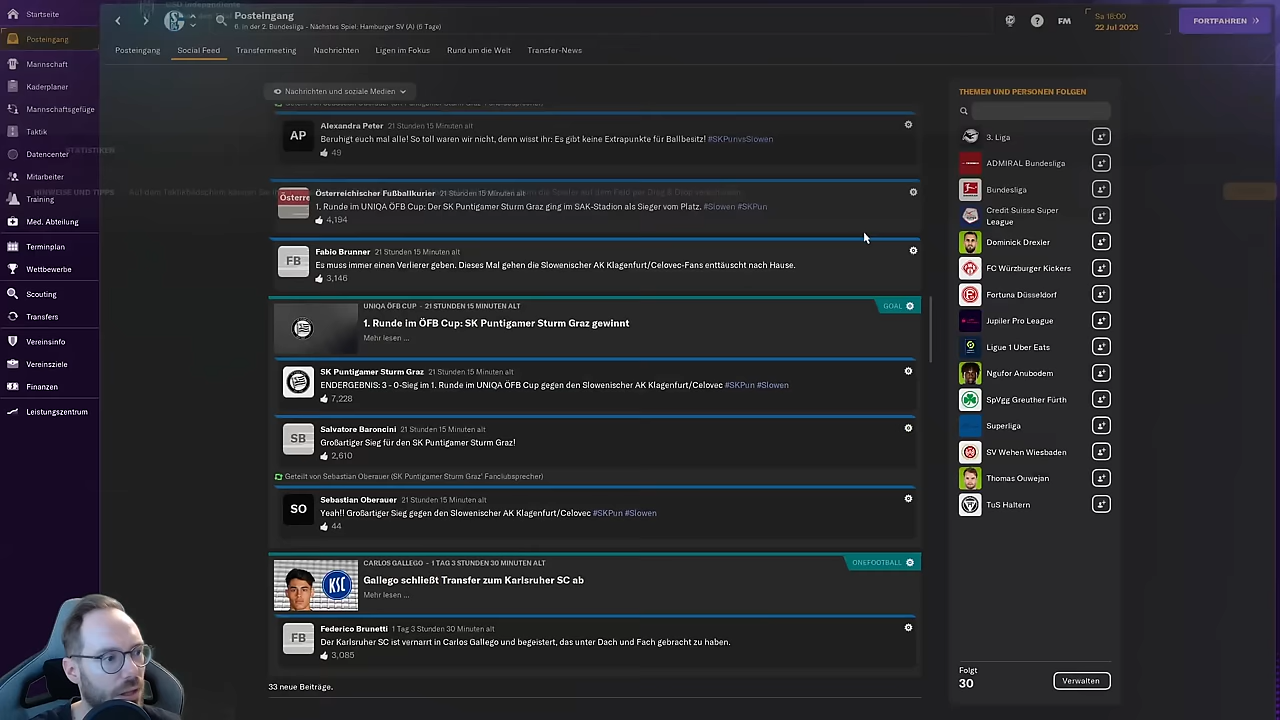 Startseite
Posteingang
Mannschaft
Kaderplaner
Mannschaftsgefüge
Taktik
Datencenter
Mitarbeiter
Training
Med. Abteilung
Terminplan
Wettbewerbe
Scouting
Transfers
Vereinsinfo
Vereinsziele
Finanzen
Leistungszentrum
STATISTIKEN
HINWEISE UND TIPPS
Posteingang
6. in der 2. Bundesliga - Nächstes Spiel: Hamburger SV (A) (6 Tage)
FM
Sa 18:00
22 Jul 2023
FORTFAHREN
Posteingang
Social Feed
Transfermeeting
Nachrichten
Ligen im Fokus
Rund um die Welt
Transfer-News
Nachrichten und soziale Medien
Alexandra Peter 21 Stunden 15 Minuten alt
Beruhigt euch mal alle! So toll waren wir nicht, denn wisst ihr: Es gibt keine Extrapunkte für Ballbesitz! #SKPunvsSlowen
49
AP
Österre
Österreichischer Fußballkurier 21 Stunden 15 Minuten alt
1. Runde im UNIQA ÖFB Cup: Der SK Puntigamer Sturm Graz ging im SAK-Stadion als Sieger vom Platz. #Slowen #SKPun
4,194
FB
Fabio Brunner 21 Stunden 15 Minuten alt
Es muss immer einen Verlierer geben. Dieses Mal gehen die Slowenischer AK Klagenfurt/Celovec-Fans enttäuscht nach Hause.
3,146
UNIQA ÖFB CUP - 21 STUNDEN 15 MINUTEN ALT
GOAL
1. Runde im ÖFB Cup: SK Puntigamer Sturm Graz gewinnt
Mehr lesen ...
SK Puntigamer Sturm Graz 21 Stunden 15 Minuten alt
ENDERGEBNIS: 3 - 0-Sieg im 1. Runde im UNIQA ÖFB Cup gegen den Slowenischer AK Klagenfurt/Celovec #SKPun #Slowen
7,228
SB
Salvatore Baroncini 21 Stunden 15 Minuten alt
Großartiger Sieg für den SK Puntigamer Sturm Graz!
2,610
Geteilt von Sebastian Oberauer (SK Puntigamer Sturm Graz' Fanclubsprecher)
SO
Sebastian Oberauer 21 Stunden 15 Minuten alt
Yeah!! Großartiger Sieg gegen den Slowenischer AK Klagenfurt/Celovec #SKPun #Slowen
44
CARLOS GALLEGO - 1 TAG 3 STUNDEN 30 MINUTEN ALT
ONEFOOTBALL
KSC
Gallego schließt Transfer zum Karlsruher SC ab
Mehr lesen ...
FB
Federico Brunetti 1 Tag 3 Stunden 30 Minuten alt
Der Karlsruher SC ist vernarrt in Carlos Gallego und begeistert, das unter Dach und Fach gebracht zu haben.
3,085
33 neue Beiträge.
THEMEN UND PERSONEN FOLGEN
3. Liga
ADMIRAL Bundesliga
Bundesliga
Credit Suisse Super
League
Dominick Drexler
FC Würzburger Kickers
Fortuna Düsseldorf
Jupiler Pro League
Ligue 1 Uber Eats
Ngufor Anubodem
SpVgg Greuther Fürth
Superliga
SV Wehen Wiesbaden
Thomas Ouwejan
TuS Haltern
Folgt
30
Verwalten